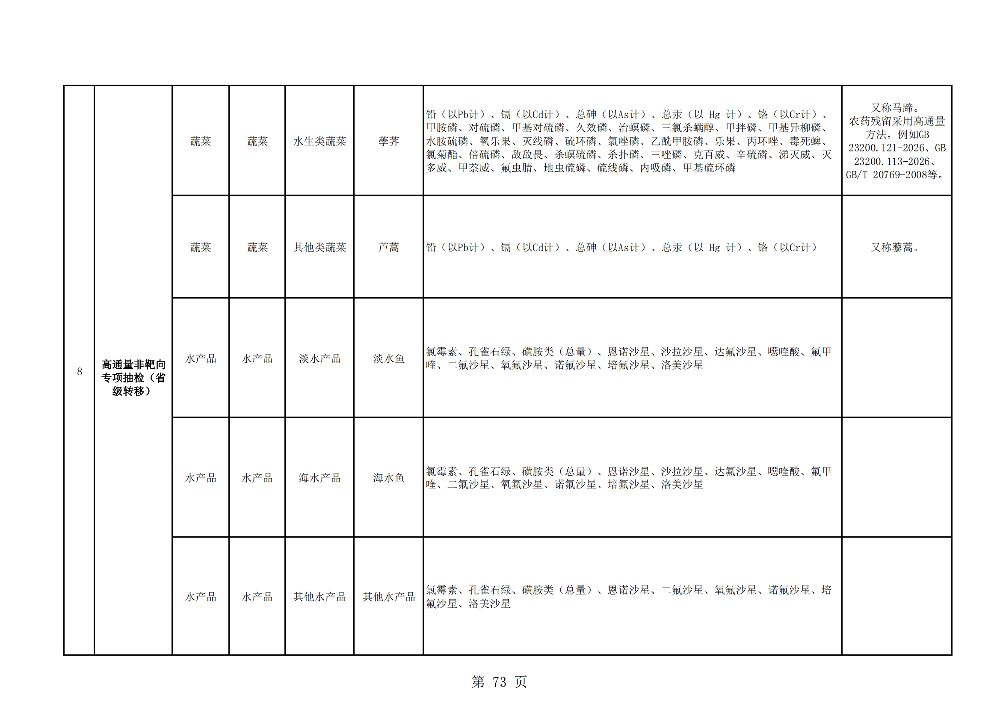 8
高通量非靶向
专项抽检（省
级转移）
蔬菜
蔬菜
水生类蔬菜
荸荠
铅（以Pb计）、镉（以Cd计）、总砷（以As计）、总汞（以 Hg 计）、铬（以Cr计）、
甲胺磷、对硫磷、甲基对硫磷、久效磷、治螟磷、三氯杀螨醇、甲拌磷、甲基异柳磷、
水胺硫磷、氧乐果、灭线磷、硫环磷、氯唑磷、乙酰甲胺磷、乐果、丙环唑、毒死蜱、
氯菊酯、倍硫磷、敌敌畏、杀螟硫磷、杀扑磷、三唑磷、克百威、辛硫磷、涕灭威、灭
多威、甲萘威、氟虫腈、地虫硫磷、硫线磷、内吸磷、甲基硫环磷
又称马蹄。
农药残留采用高通量
方法，例如GB
23200.121-2026、GB
23200.113-2026、
GB/T 20769-2008等。
蔬菜
蔬菜
其他类蔬菜
芦蒿
铅（以Pb计）、镉（以Cd计）、总砷（以As计）、总汞（以 Hg 计）、铬（以Cr计）
又称藜蒿。
水产品
水产品
淡水产品
淡水鱼
氯霉素、孔雀石绿、磺胺类（总量）、恩诺沙星、沙拉沙星、达氟沙星、噁喹酸、氟甲
喹、二氟沙星、氧氟沙星、诺氟沙星、培氟沙星、洛美沙星
水产品
水产品
海水产品
海水鱼
氯霉素、孔雀石绿、磺胺类（总量）、恩诺沙星、沙拉沙星、达氟沙星、噁喹酸、氟甲
喹、二氟沙星、氧氟沙星、诺氟沙星、培氟沙星、洛美沙星
水产品
水产品
其他水产品
其他水产品
氯霉素、孔雀石绿、磺胺类（总量）、恩诺沙星、二氟沙星、氧氟沙星、诺氟沙星、培
氟沙星、洛美沙星
第 73 页